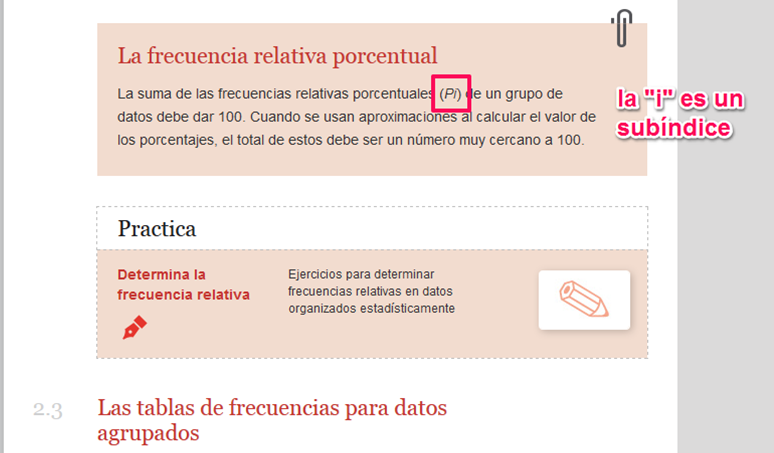 La frecuencia relativa porcentual
La suma de las frecuencias relativas porcentuales (Pi) de un grupo de
datos debe dar 100. Cuando se usan aproximaciones al calcular el valor de
los porcentajes, el total de estos debe ser un número muy cercano a 100.
la "i" es un
subíndice
Practica
Determina la
frecuencia relativa
Ejercicios para determinar
frecuencias relativas en datos
organizados estadísticamente
2.3 Las tablas de frecuencias para datos
agrupados